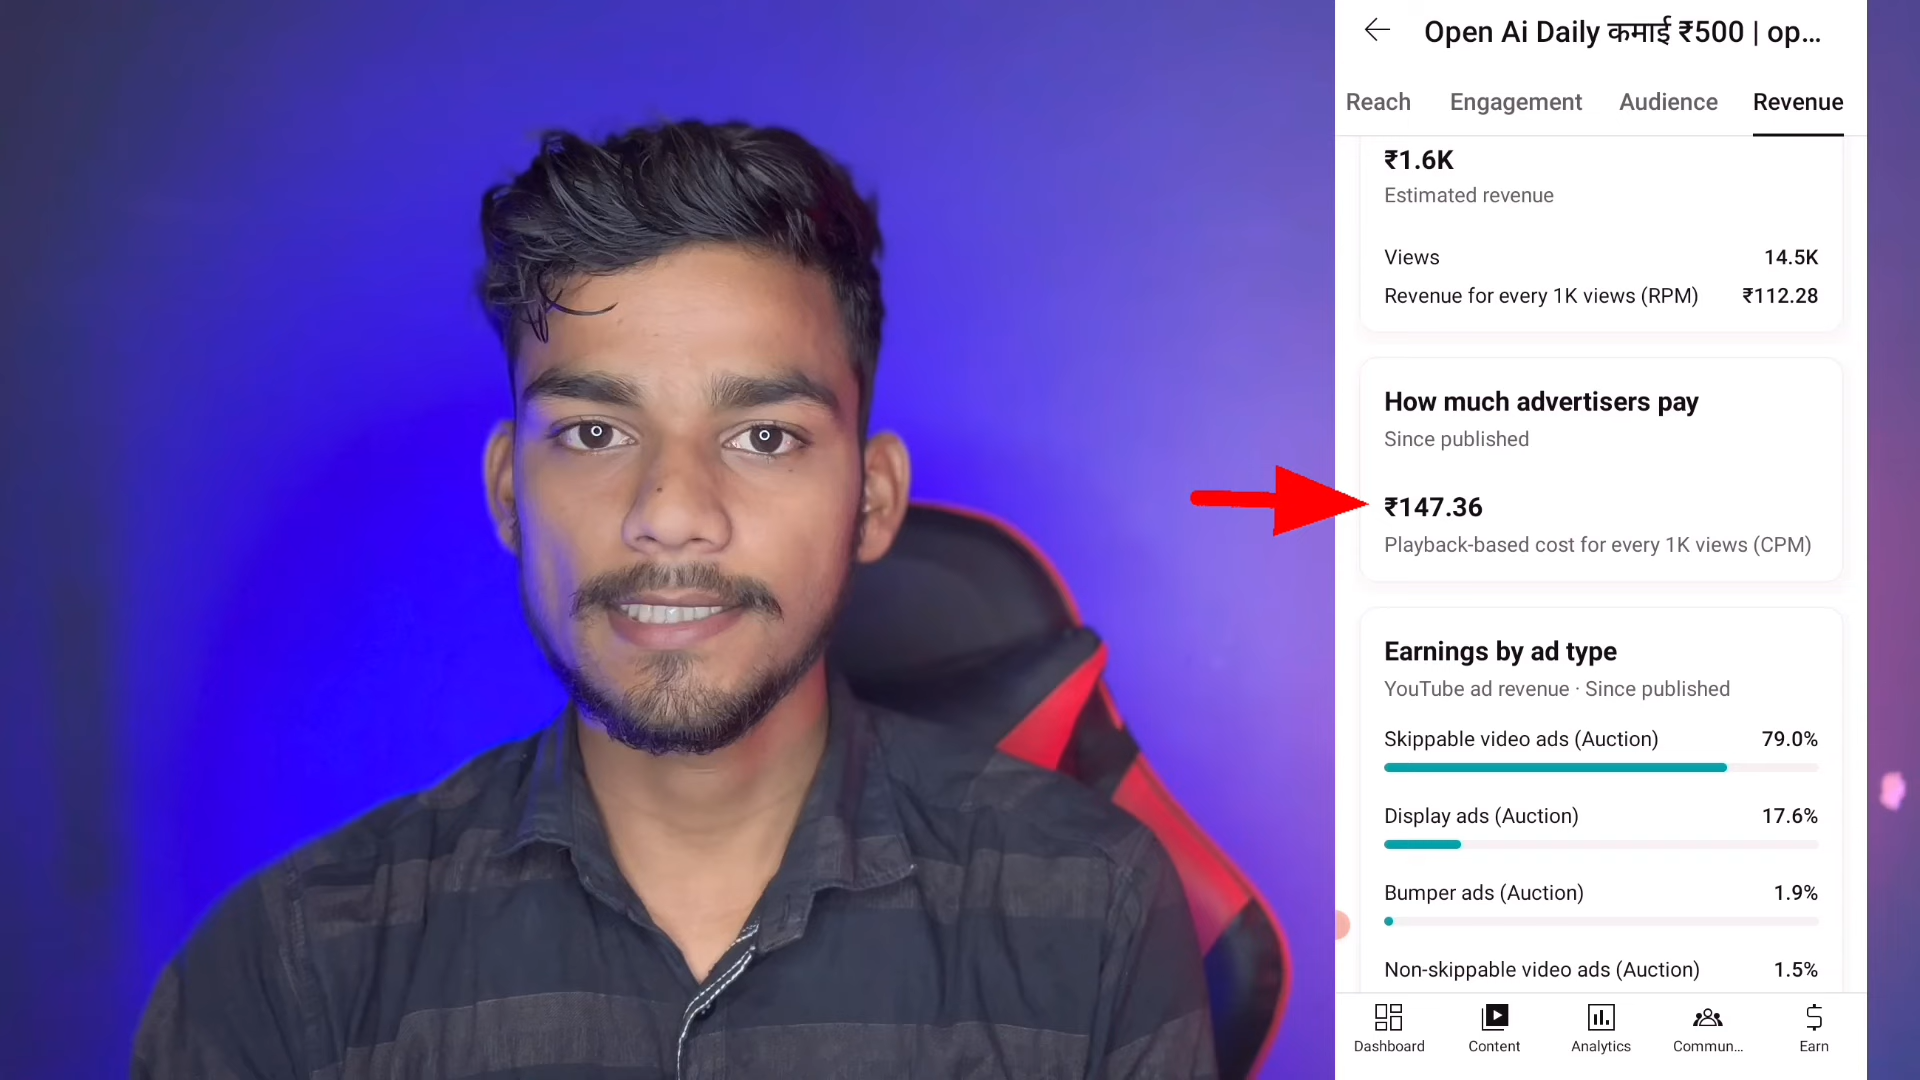 Open Ai Daily कमाई ₹500 | op...
Reach Engagement Audience Revenue
₹1.6K
Estimated revenue
Views 14.5K
Revenue for every 1K views (RPM) ₹112.28
How much advertisers pay
Since published
₹147.36
Playback-based cost for every 1K views (CPM)
Earnings by ad type
YouTube ad revenue · Since published
Skippable video ads (Auction) 79.0%
Display ads (Auction) 17.6%
Bumper ads (Auction) 1.9%
Non-skippable video ads (Auction) 1.5%
Dashboard Content Analytics Commun... Earn